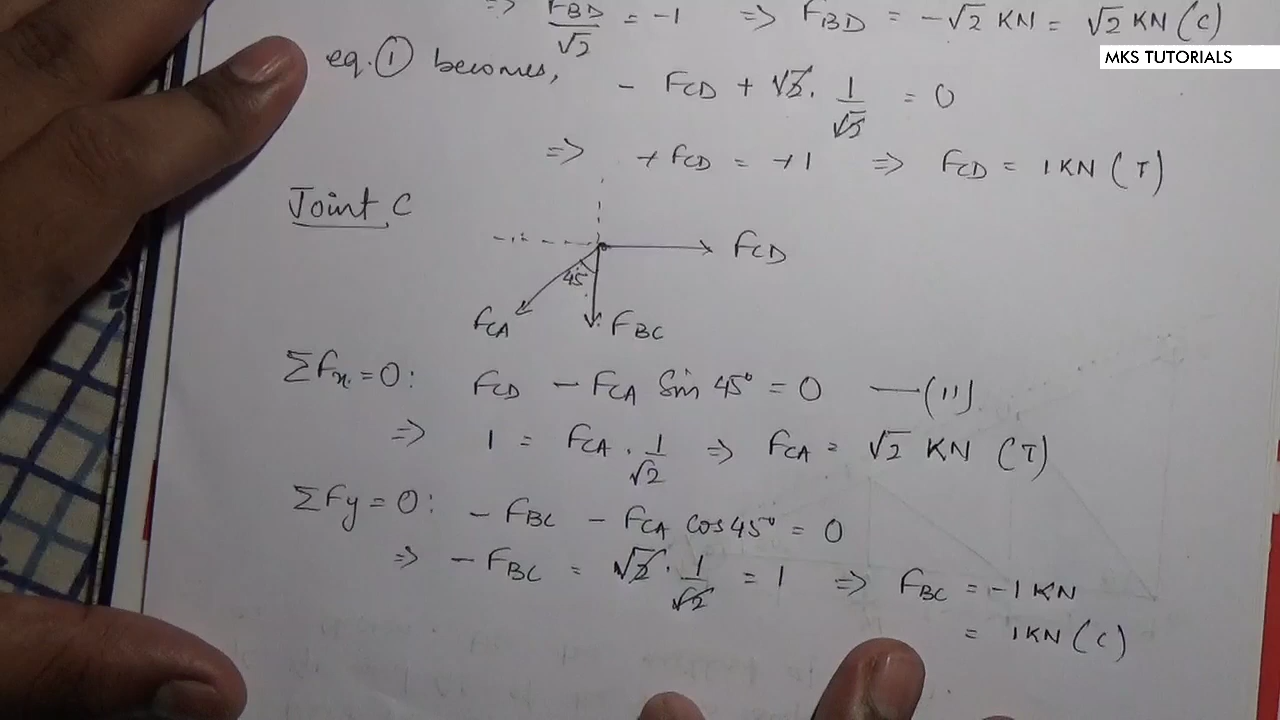 => F_BD/√2 = -1 => F_BD = -√2 KN = √2 KN (C)
MKS TUTORIALS
eq.① becomes,
- F_CD + √2 . 1/√2 = 0
=> + F_CD = +1 => F_CD = 1 KN (T)
Joint C
F_CD
45°
F_CA F_BC
ΣFx = 0: F_CD - F_CA Sin 45° = 0 —(11)
=> 1 = F_CA . 1/√2 => F_CA = √2 KN (T)
ΣFy = 0: - F_BC - F_CA Cos 45° = 0
=> - F_BC = √2 . 1/√2 = 1 => F_BC = -1 KN
= 1 KN (C)